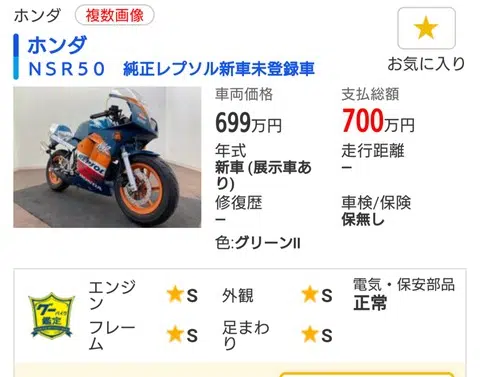 ホンダ 複数画像
ホンダ
NSR50 純正レプソル新車未登録車
お気に入り
車両価格 支払総額
699万円 700万円
年式 走行距離
新車(展示車あ ー
り)
修復歴 車検/保険
ー 保無し
色:グリーンII
エンジ ★S 外観 ★S 電気・保安部品
ン 正常
フレー ★S 足まわ ★S
ム り
グーバイク
鑑定
REPSOL
HONDA